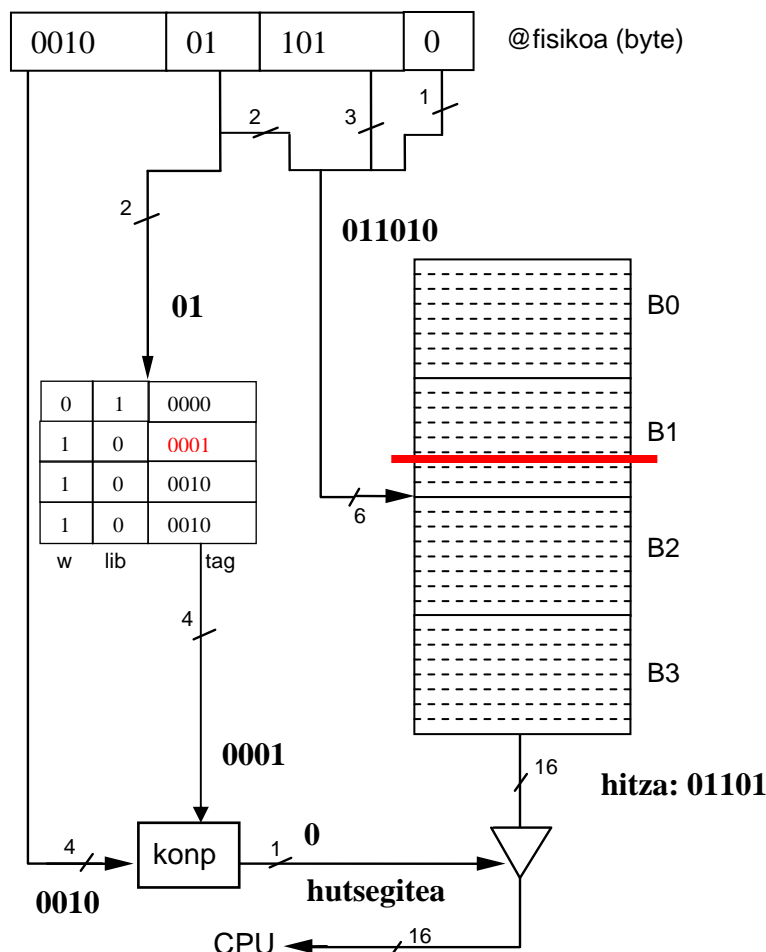 0010 01 101 0 @fisikoa (byte)
2 3 1
2
011010
01
B0
0 1 0000
1 0 0001
1 0 0010
1 0 0010
w lib tag
B1
6
B2
4
B3
0001
16
hitza: 01101
konp
4 1 0
0010 hutsegitea
CPU 16